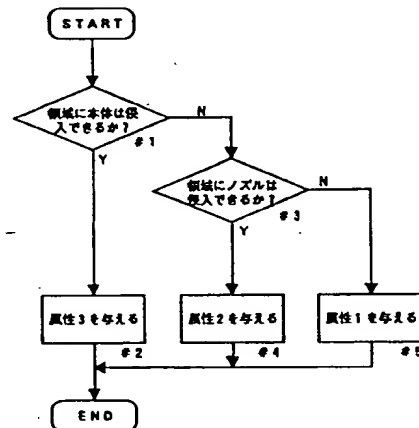 START
領域に本体は侵
入できるか?
N
#1
Y
領域にノズルは
侵入できるか?
N
#3
Y
属性3を与える
属性2を与える
属性1を与える
#2
#4
#5
END